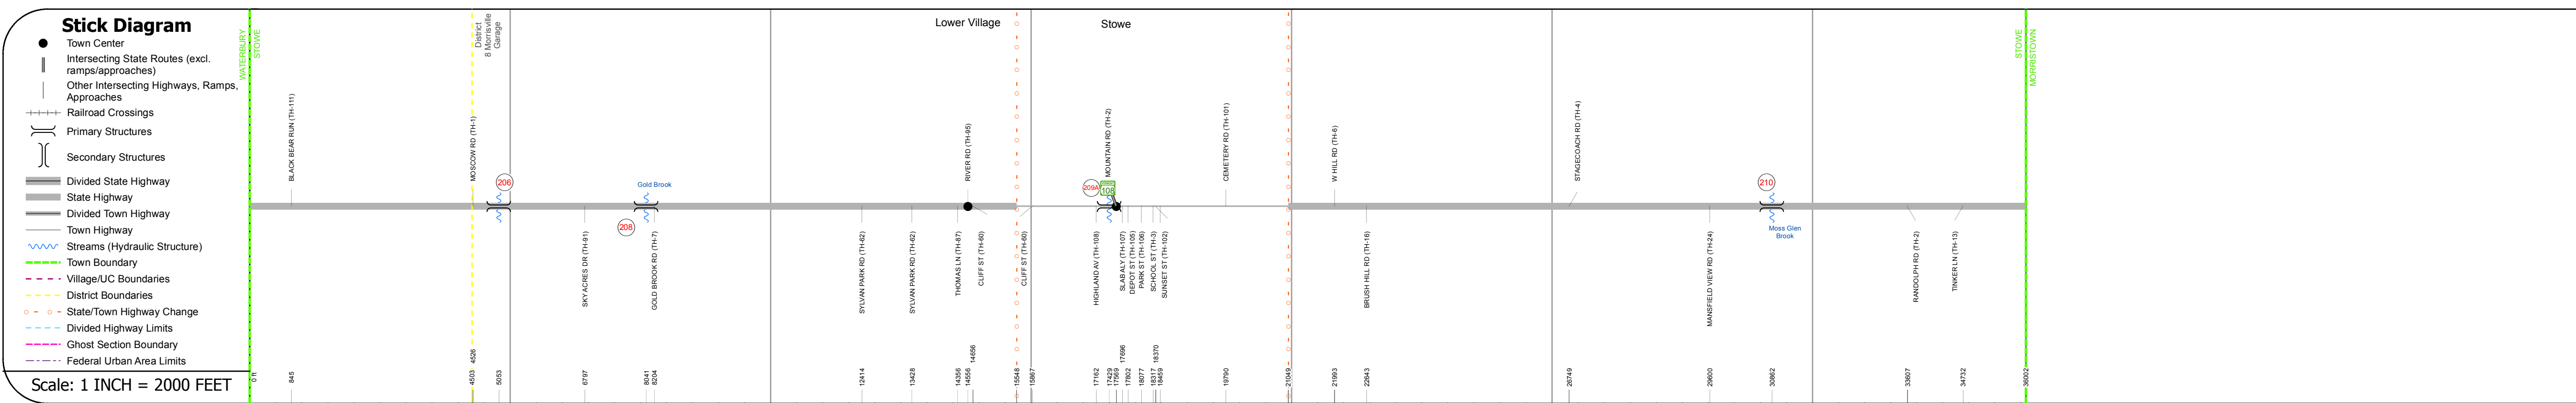 Stick Diagram
Town Center
Intersecting State Routes (excl.
ramps/approaches)
Other Intersecting Highways, Ramps,
Approaches
Railroad Crossings
Primary Structures
Secondary Structures
Divided State Highway
State Highway
Divided Town Highway
Town Highway
Streams (Hydraulic Structure)
Town Boundary
Village/UC Boundaries
District Boundaries
State/Town Highway Change
Divided Highway Limits
Ghost Section Boundary
Federal Urban Area Limits
Scale: 1 INCH = 2000 FEET
WATERBURY
STOWE
District
8 Morrisville
Garage
Lower Village
Stowe
STOWE
MORRISTOWN
BLACK BEAR RUN (TH-111)
MOSCOW RD (TH-1)
RIVER RD (TH-95)
MOUNTAIN RD (TH-2)
CEMETERY RD (TH-101)
W HILL RD (TH-6)
STAGECOACH RD (TH-4)
206
Gold Brook
208
209A
108
210
Moss Glen
Brook
SKY ACRES DR (TH-91)
GOLD BROOK RD (TH-7)
SYLVAN PARK RD (TH-62)
SYLVAN PARK RD (TH-62)
THOMAS LN (TH-87)
CLIFF ST (TH-60)
CLIFF ST (TH-60)
HIGHLAND AV (TH-108)
SLAB ALY (TH-107)
DEPOT ST (TH-105)
PARK ST (TH-106)
SCHOOL ST (TH-3)
SUNSET ST (TH-102)
BRUSH HILL RD (TH-16)
MANSFIELD VIEW RD (TH-24)
RANDOLPH RD (TH-2)
TINKER LN (TH-13)
0 ft
845
4503
4526
5053
6797
8041
8204
12414
13428
14356
14556
14656
15548
15867
17162
17429
17569
17696
17802
18077
18317
18370
18459
19790
21049
21993
22643
26749
29600
30862
33607
34732
36002